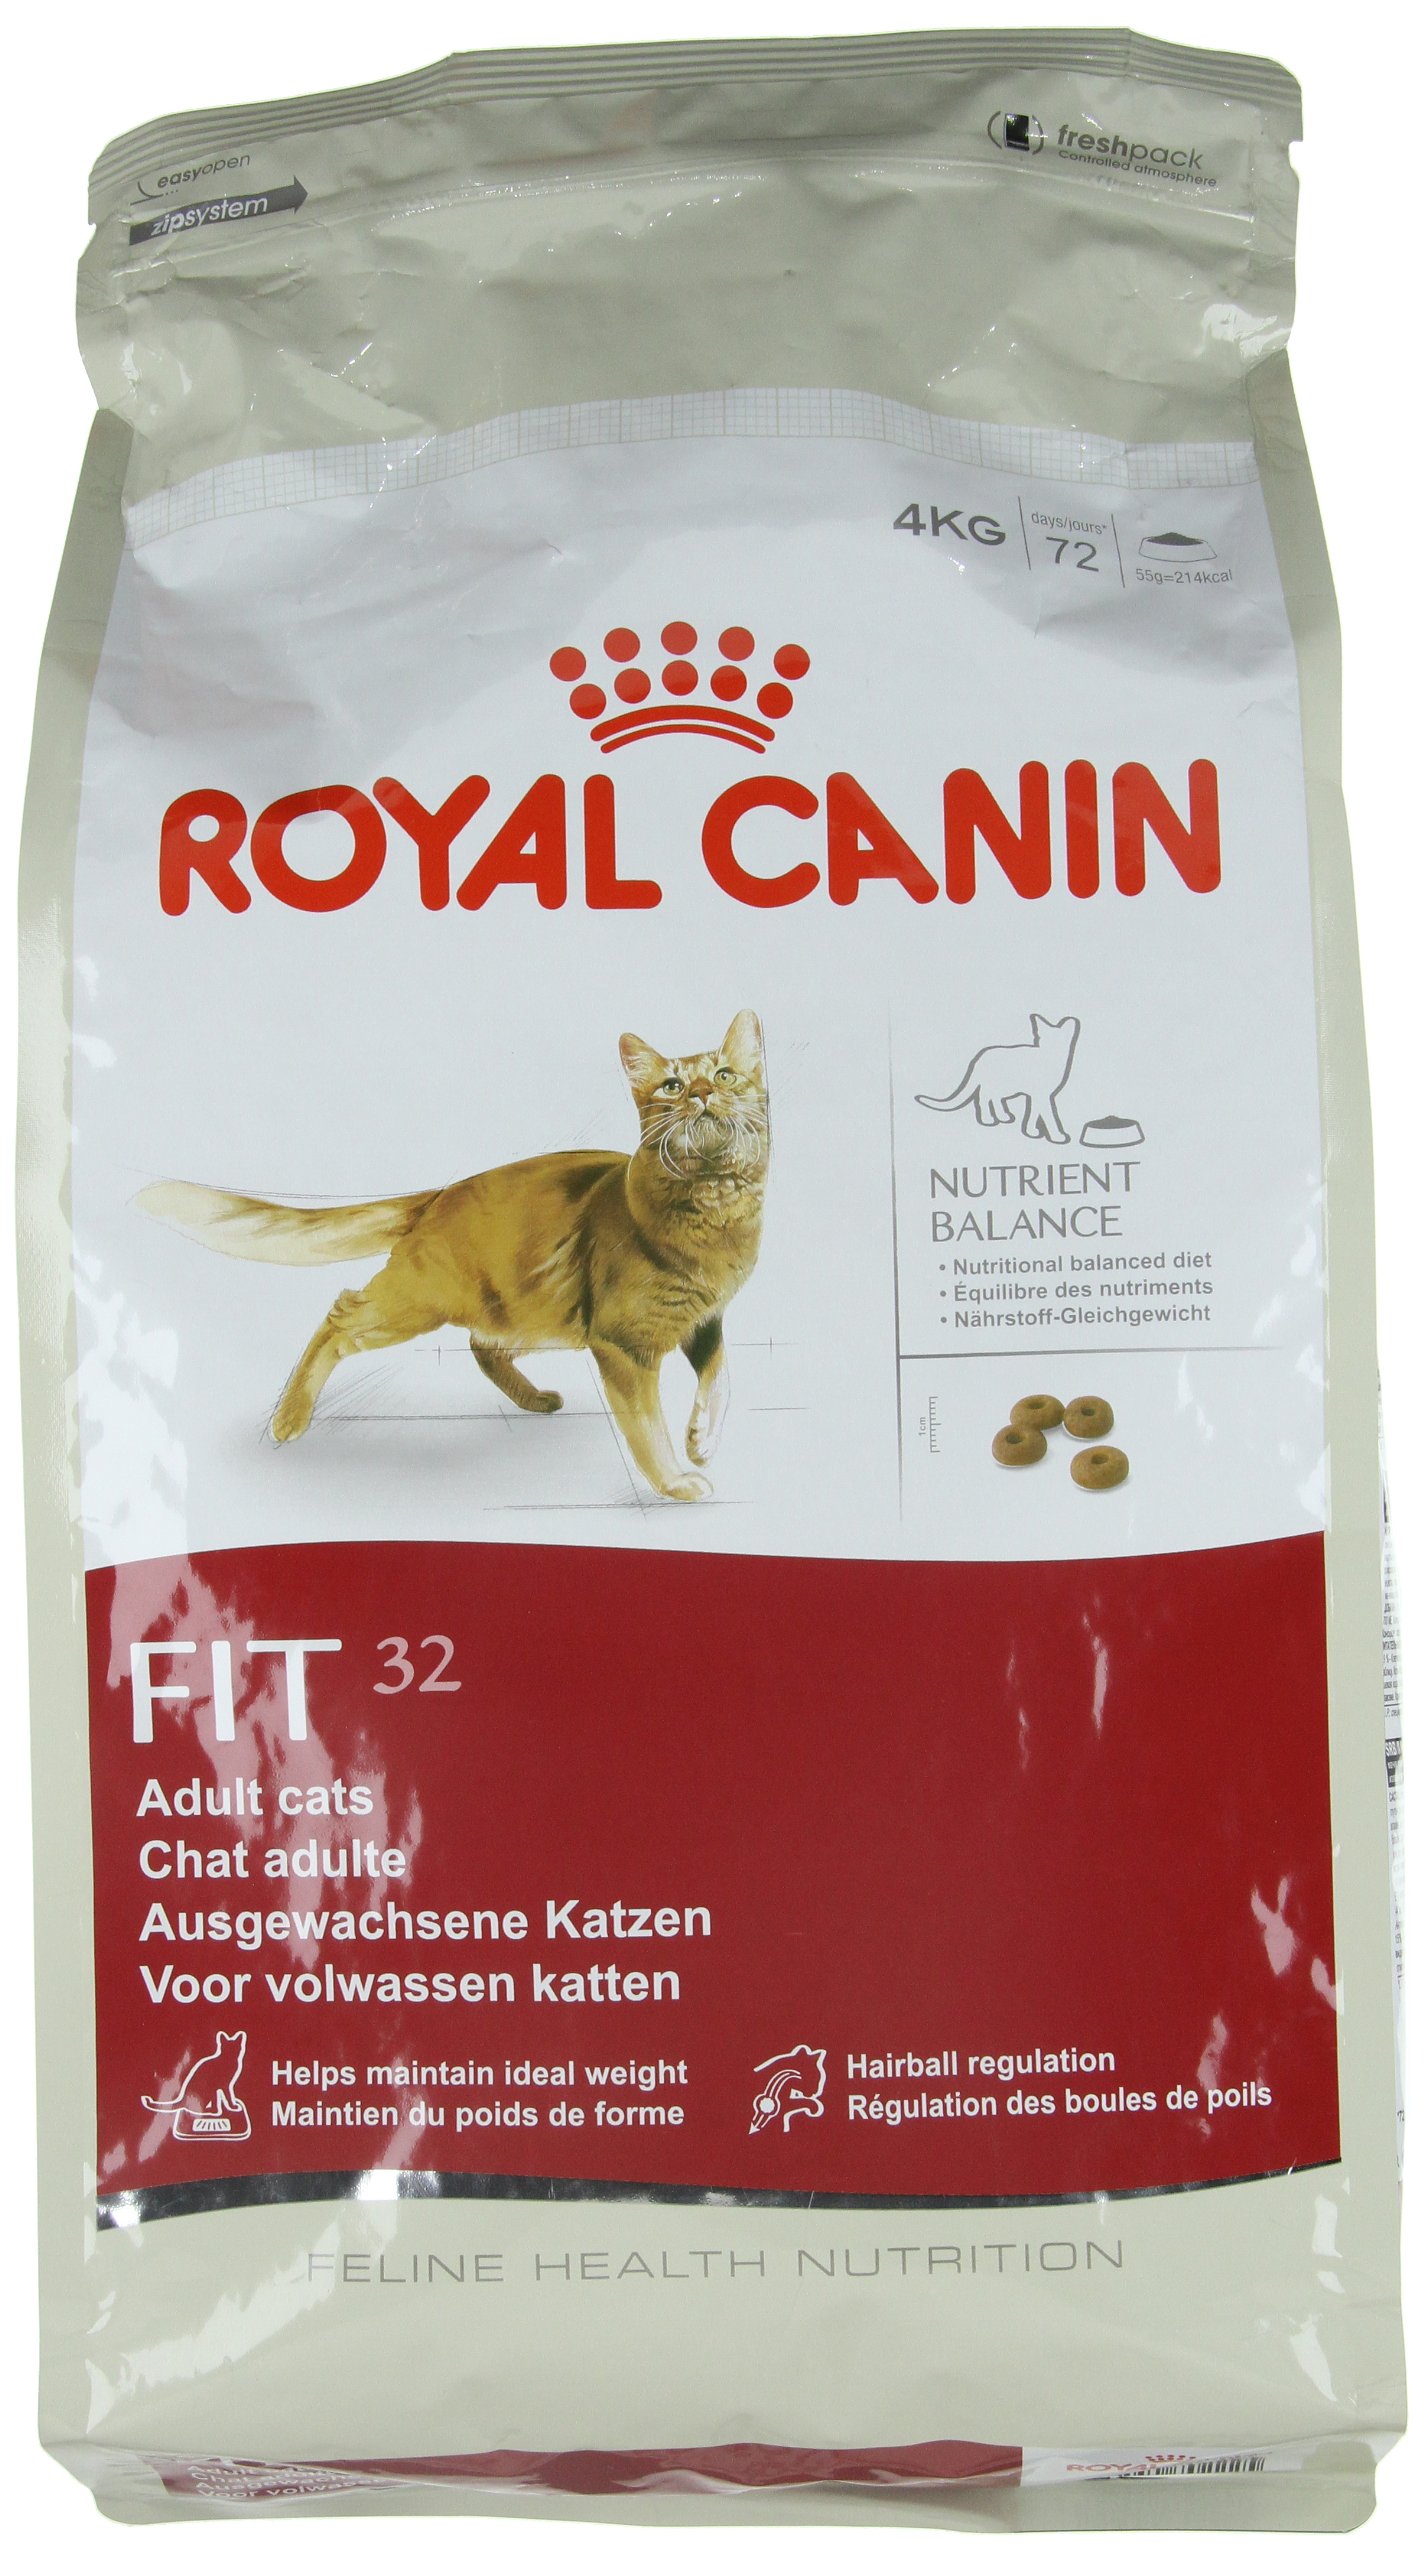 easyopen
zipsystem
freshpack
Controlled atmosphere
4KG
days/jours*
72
55g=214kcal
ROYAL CANIN
NUTRIENT
BALANCE
• Nutritional balanced diet
• Équilibre des nutriments
• Nährstoff-Gleichgewicht
1cm
FIT 32
Adult cats
Chat adulte
Ausgewachsene Katzen
Voor volwassen katten
Helps maintain ideal weight
Maintien du poids de forme
Hairball regulation
Régulation des boules de poils
FELINE HEALTH NUTRITION